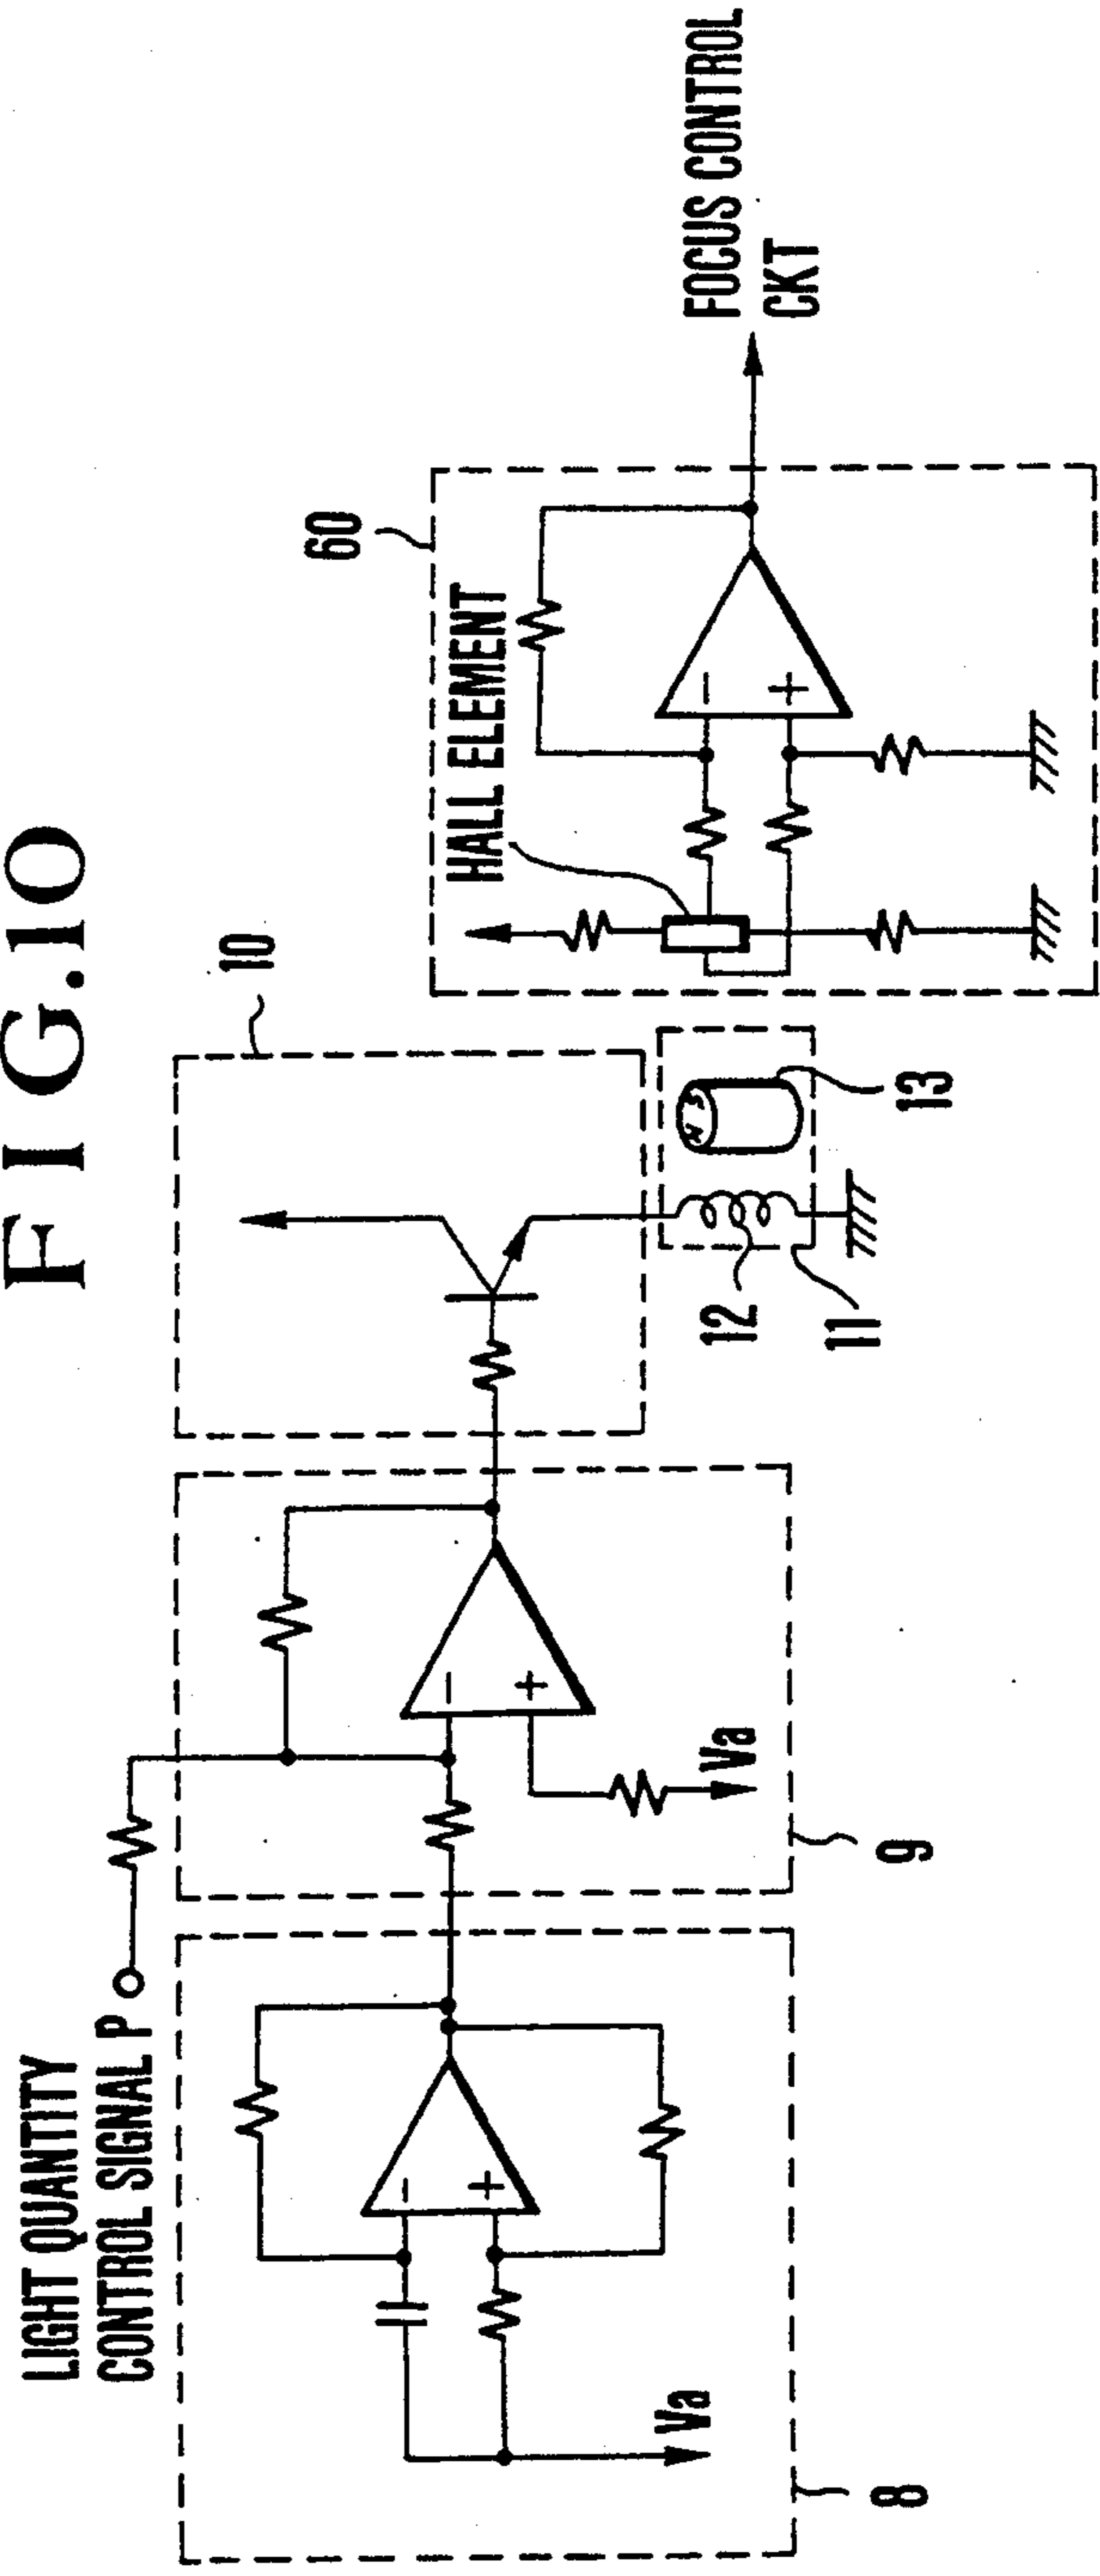 FIG.10
LIGHT QUANTITY
CONTROL SIGNAL P
8
Va
9
Va
10
11
12
13
N S
60
HALL ELEMENT
FOCUS CONTROL
CKT